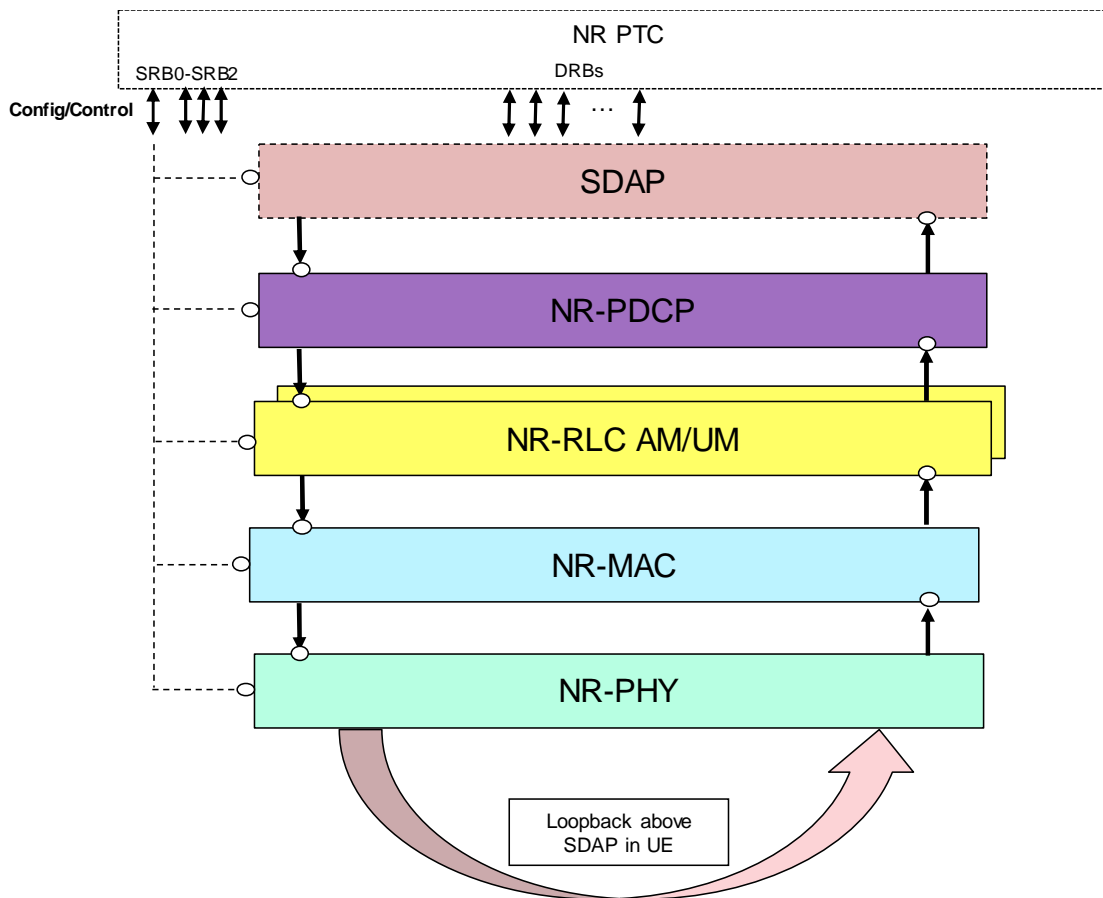 NR PTC
SRB0-SRB2
DRBs
Config/Control
...
SDAP
NR-PDCP
NR-RLC AM/UM
NR-MAC
NR-PHY
Loopback above
SDAP in UE